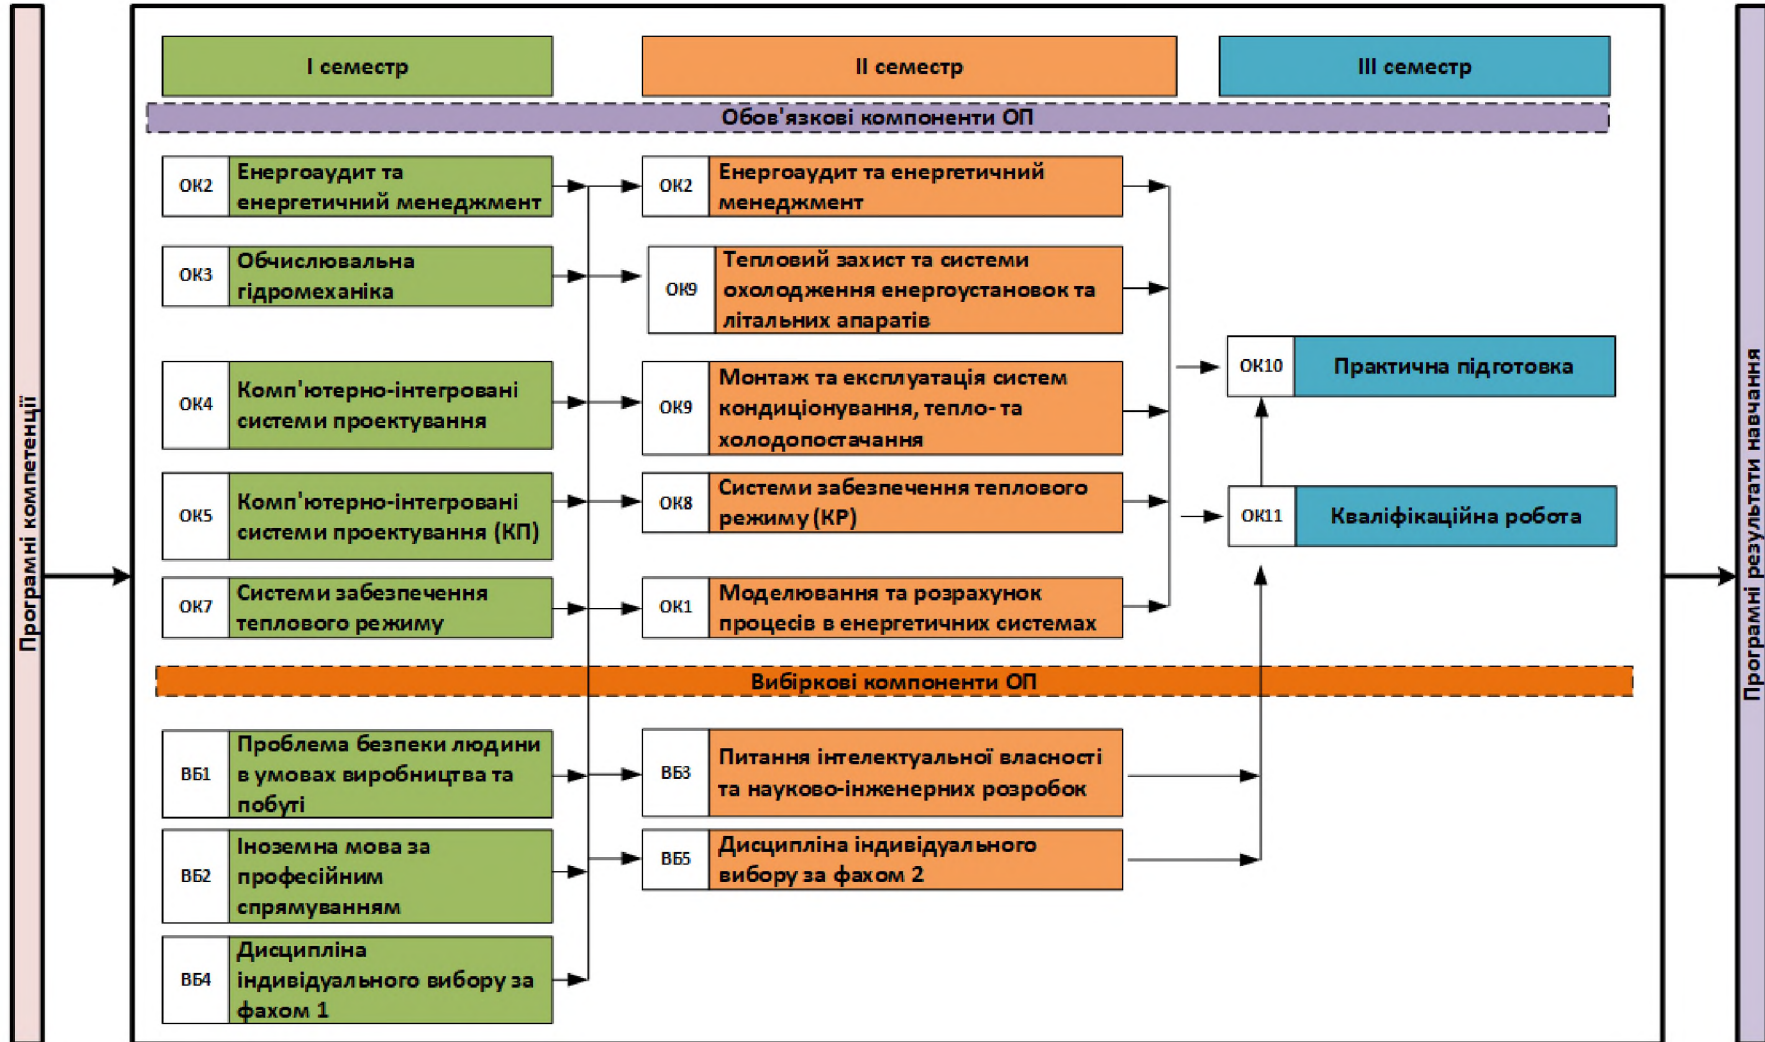 Програмні компетенції
І семестр
ІІ семестр
ІІІ семестр
Обов'язкові компоненти ОП
ОК2
Енергоаудит та
енергетичний менеджмент
ОК2
Енергоаудит та енергетичний
менеджмент
ОК3
Обчислювальна
гідромеханіка
ОК9
Тепловий захист та системи
охолодження енергоустановок та
літальних апаратів
ОК4
Комп'ютерно-інтегровані
системи проектування
ОК9
Монтаж та експлуатація систем
кондиціонування, тепло- та
холодопостачання
ОК10
Практична підготовка
ОК5
Комп'ютерно-інтегровані
системи проектування (КП)
ОК8
Системи забезпечення теплового
режиму (КР)
ОК11
Кваліфікаційна робота
ОК7
Системи забезпечення
теплового режиму
ОК1
Моделювання та розрахунок
процесів в енергетичних системах
Вибіркові компоненти ОП
ВБ1
Проблема безпеки людини
в умовах виробництва та
побуті
ВБ3
Питання інтелектуальної власності
та науково-інженерних розробок
ВБ2
Іноземна мова за
професійним
спрямуванням
ВБ5
Дисципліна індивідуального
вибору за фахом 2
ВБ4
Дисципліна
індивідуального вибору за
фахом 1
Програмні результати навчання